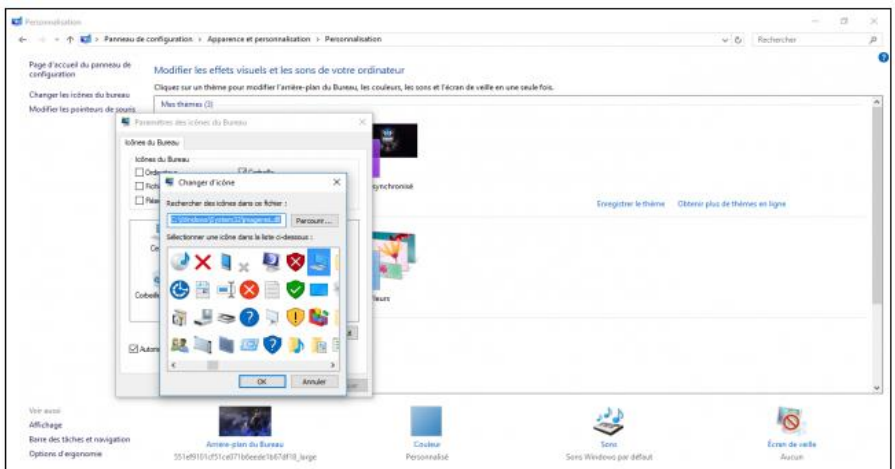 Personnalisation
Panneau de configuration > Apparence et personnalisation > Personnalisation
Rechercher
Page d'accueil du panneau de configuration
Changer les icônes du bureau
Modifier les pointeurs de souris
Modifier les effets visuels et les sons de votre ordinateur
Cliquez sur un thème pour modifier l'arrière-plan du Bureau, les couleurs, les sons et l'écran de veille en une seule fois.
Mes thèmes (3)
Paramètres des icônes du Bureau
Icônes du Bureau
Icônes du Bureau
Corbeille
synchronisé
Enregistrer le thème
Obtenir plus de thèmes en ligne
Changer d'icône
Rechercher des icônes dans ce fichier :
C:\Windows\System32\imageres.dll
Parcourir...
Sélectionner une icône dans la liste ci-dessous :
OK
Annuler
Voir aussi
Affichage
Barre des tâches et navigation
Options d'ergonomie
Arrière-plan du Bureau
Couleur
Personnalisé
Sons
Sons Windows par défaut
Écran de veille
Aucun